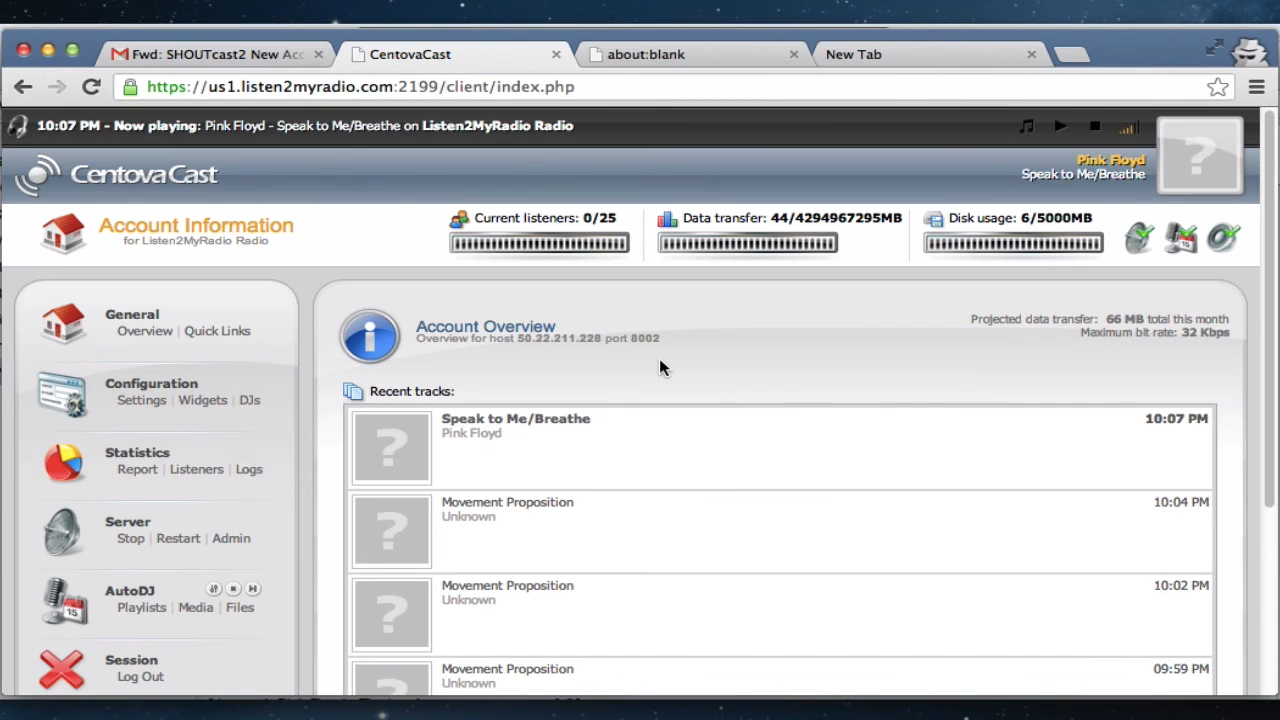 Fwd: SHOUTcast2 New Acc
CentovaCast
about:blank
New Tab
https://us1.listen2myradio.com:2199/client/index.php
10:07 PM - Now playing: Pink Floyd - Speak to Me/Breathe on Listen2MyRadio Radio
Pink Floyd
Speak to Me/Breathe
?
CentovaCast
Account Information
for Listen2MyRadio Radio
Current listeners: 0/25
Data transfer: 44/4294967295MB
Disk usage: 6/5000MB
General
Overview | Quick Links
Configuration
Settings | Widgets | DJs
Statistics
Report | Listeners | Logs
Server
Stop | Restart | Admin
AutoDJ
Playlists | Media | Files
15
Session
Log Out
Account Overview
Overview for host 50.22.211.228 port 8002
Projected data transfer: 66 MB total this month
Maximum bit rate: 32 Kbps
Recent tracks:
?
Speak to Me/Breathe
Pink Floyd
10:07 PM
?
Movement Proposition
Unknown
10:04 PM
?
Movement Proposition
Unknown
10:02 PM
?
Movement Proposition
Unknown
09:59 PM